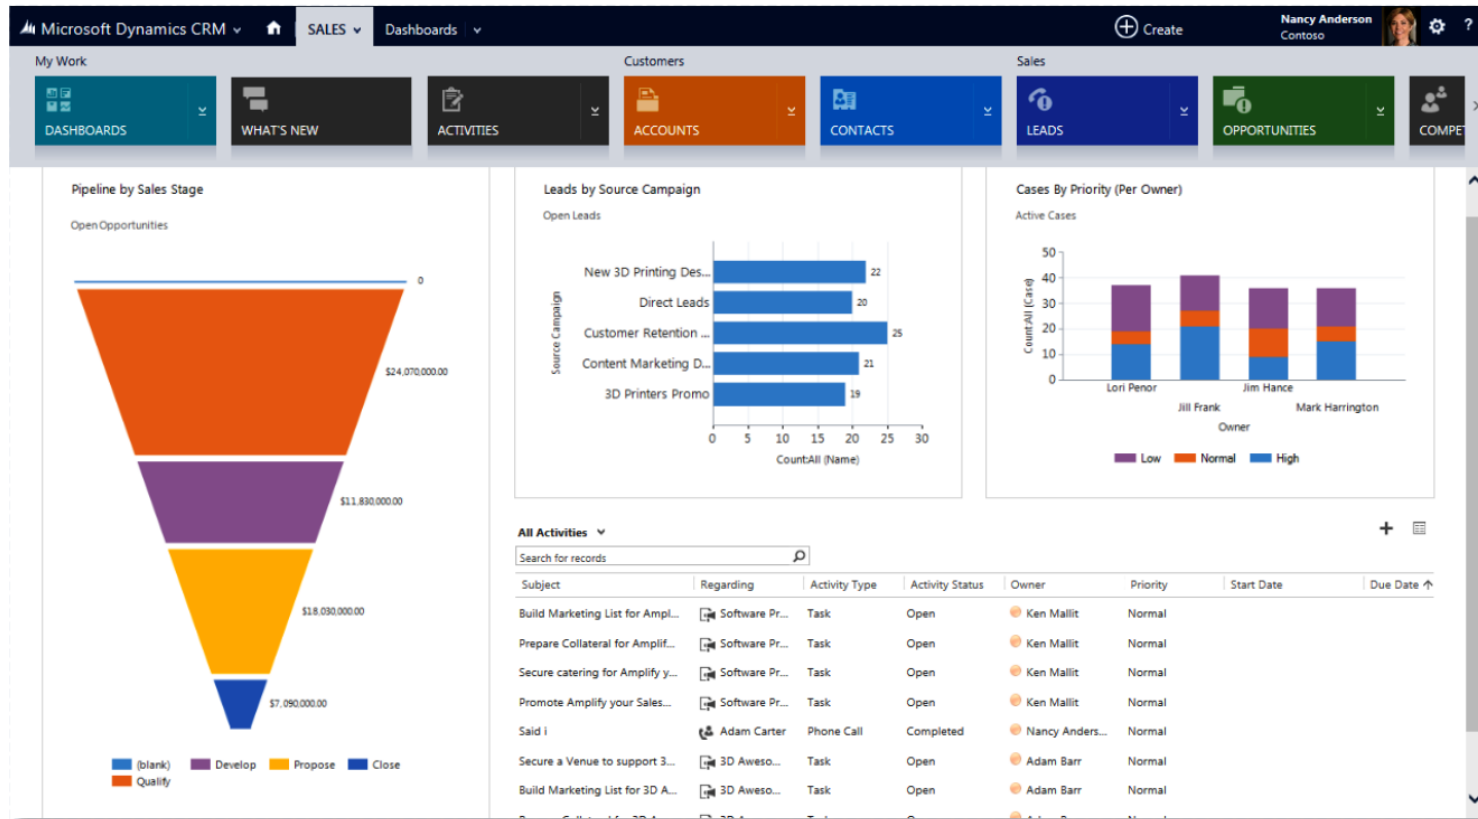 Microsoft Dynamics CRM
SALES
Dashboards
Create
Nancy Anderson
Contoso
?
My Work
Customers
Sales
DASHBOARDS
WHAT'S NEW
ACTIVITIES
ACCOUNTS
CONTACTS
LEADS
OPPORTUNITIES
COMPET
Pipeline by Sales Stage
Open Opportunities
0
$24,070,000.00
$11,830,000.00
$18,030,000.00
$7,090,000.00
(blank) Develop Propose Close
Qualify
Leads by Source Campaign
Open Leads
Source Campaign
New 3D Printing Des... 22
Direct Leads 20
Customer Retention ... 25
Content Marketing D... 21
3D Printers Promo 19
0 5 10 15 20 25 30
Count:All (Name)
Cases By Priority (Per Owner)
Active Cases
Count:All (Case)
50
40
30
20
10
0
Lori Penor Jim Hance
Jill Frank Mark Harrington
Owner
Low Normal High
All Activities
Search for records
Subject Regarding Activity Type Activity Status Owner Priority Start Date Due Date
Build Marketing List for Ampl... Software Pr... Task Open Ken Mallit Normal
Prepare Collateral for Amplif... Software Pr... Task Open Ken Mallit Normal
Secure catering for Amplify y... Software Pr... Task Open Ken Mallit Normal
Promote Amplify your Sales... Software Pr... Task Open Ken Mallit Normal
Said i Adam Carter Phone Call Completed Nancy Anders... Normal
Secure a Venue to support 3... 3D Aweso... Task Open Adam Barr Normal
Build Marketing List for 3D A... 3D Aweso... Task Open Adam Barr Normal